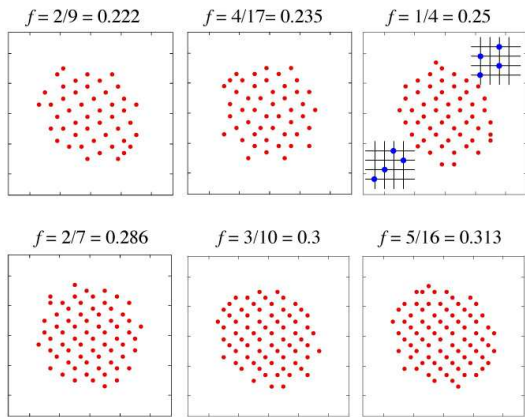 f = 2/9 = 0.222
f = 4/17 = 0.235
f = 1/4 = 0.25
f = 2/7 = 0.286
f = 3/10 = 0.3
f = 5/16 = 0.313